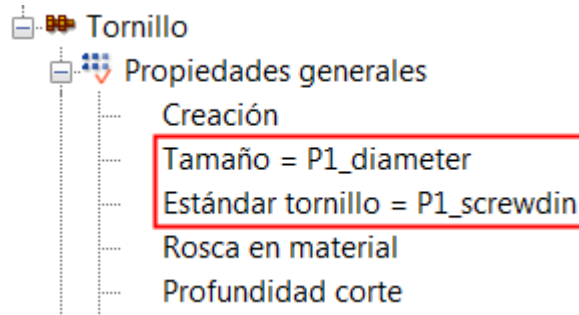 Tornillo
Propiedades generales
Creación
Tamaño = P1_diameter
Estándar tornillo = P1_screwdin
Rosca en material
Profundidad corte